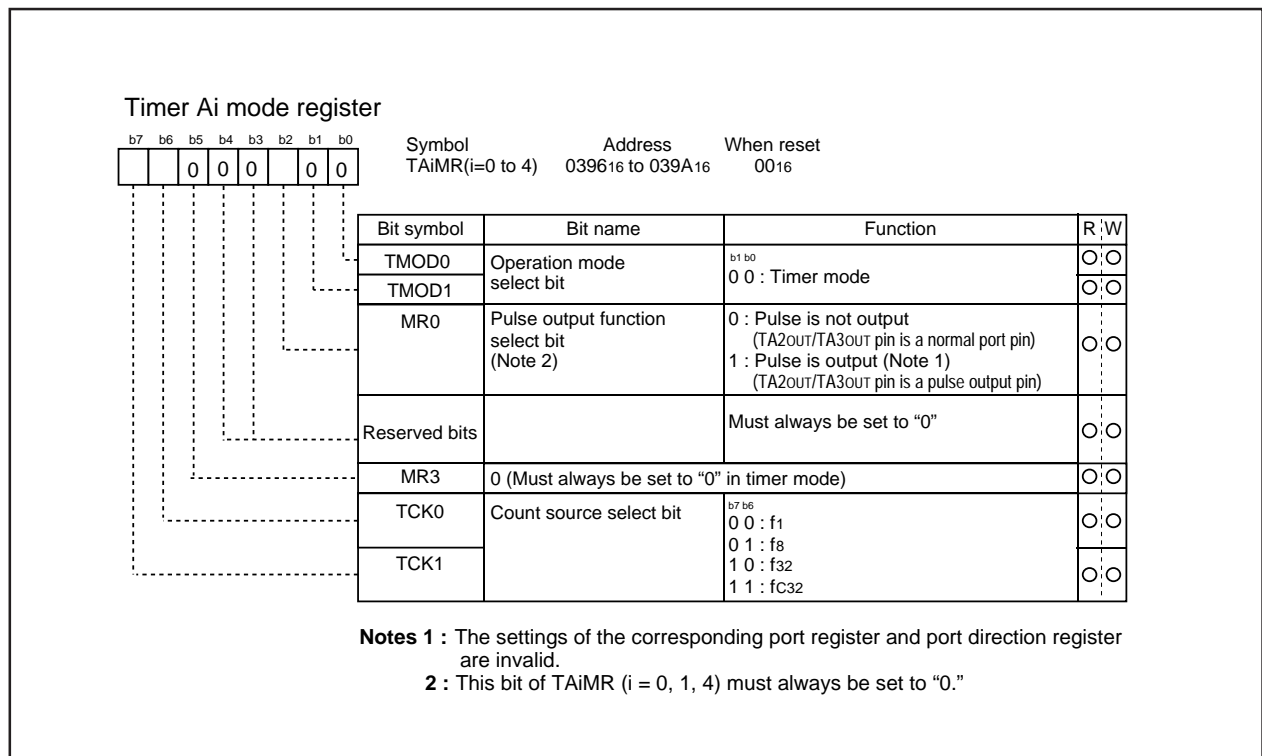 Timer Ai mode register
b7 b6 b5 b4 b3 b2 b1 b0
0 0 0 0 0
Symbol Address When reset
TAiMR(i=0 to 4) 039616 to 039A16 0016
Bit symbol Bit name Function R W
TMOD0 Operation mode select bit b1 b0
TMOD1 0 0 : Timer mode
MR0 Pulse output function select bit (Note 2) 0 : Pulse is not output
(TA2OUT/TA3OUT pin is a normal port pin)
1 : Pulse is output (Note 1)
(TA2OUT/TA3OUT pin is a pulse output pin)
Reserved bits Must always be set to “0”
MR3 0 (Must always be set to “0” in timer mode)
TCK0 Count source select bit b7 b6
0 0 : f1
0 1 : f8
TCK1 1 0 : f32
1 1 : fC32
Notes 1 : The settings of the corresponding port register and port direction register
are invalid.
2 : This bit of TAiMR (i = 0, 1, 4) must always be set to “0.”